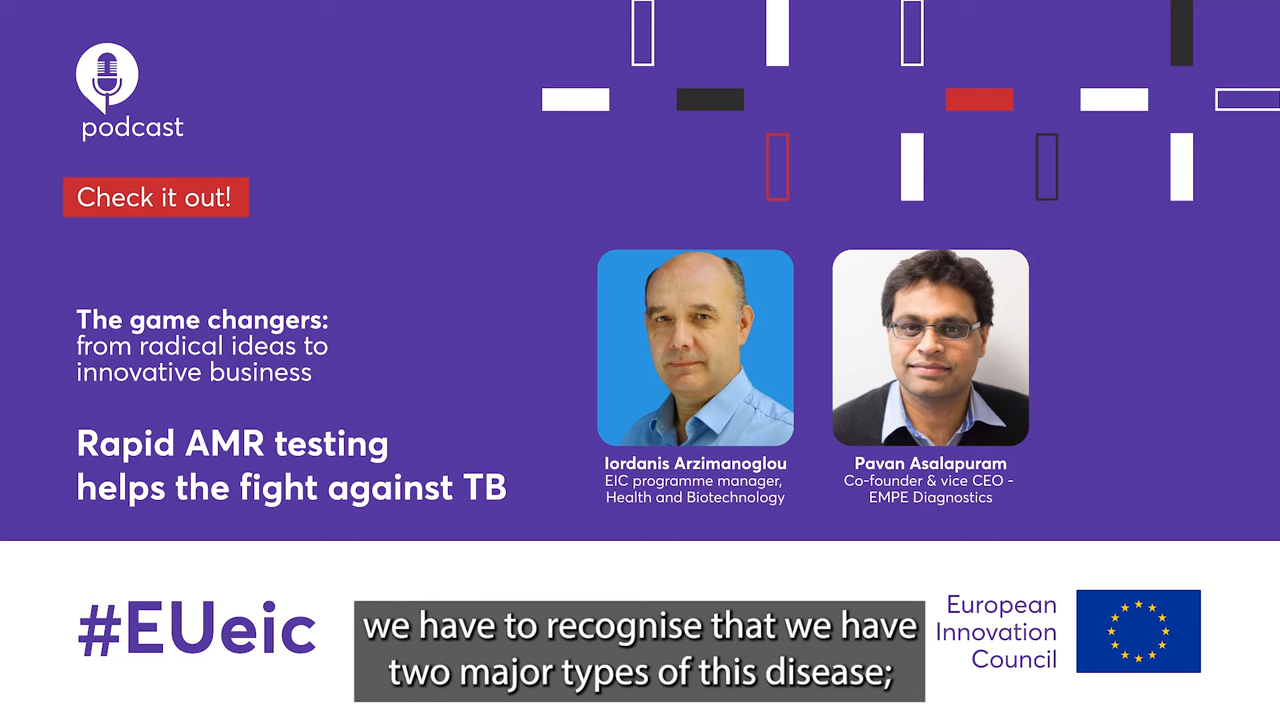 podcast
Check it out!
The game changers:
from radical ideas to
innovative business
Rapid AMR testing
helps the fight against TB
Iordanis Arzimanoglou
EIC programme manager,
Health and Biotechnology
Pavan Asalapuram
Co-founder & vice CEO -
EMPE Diagnostics
#EUeic
we have to recognise that we have
two major types of this disease;
European
Innovation
Council